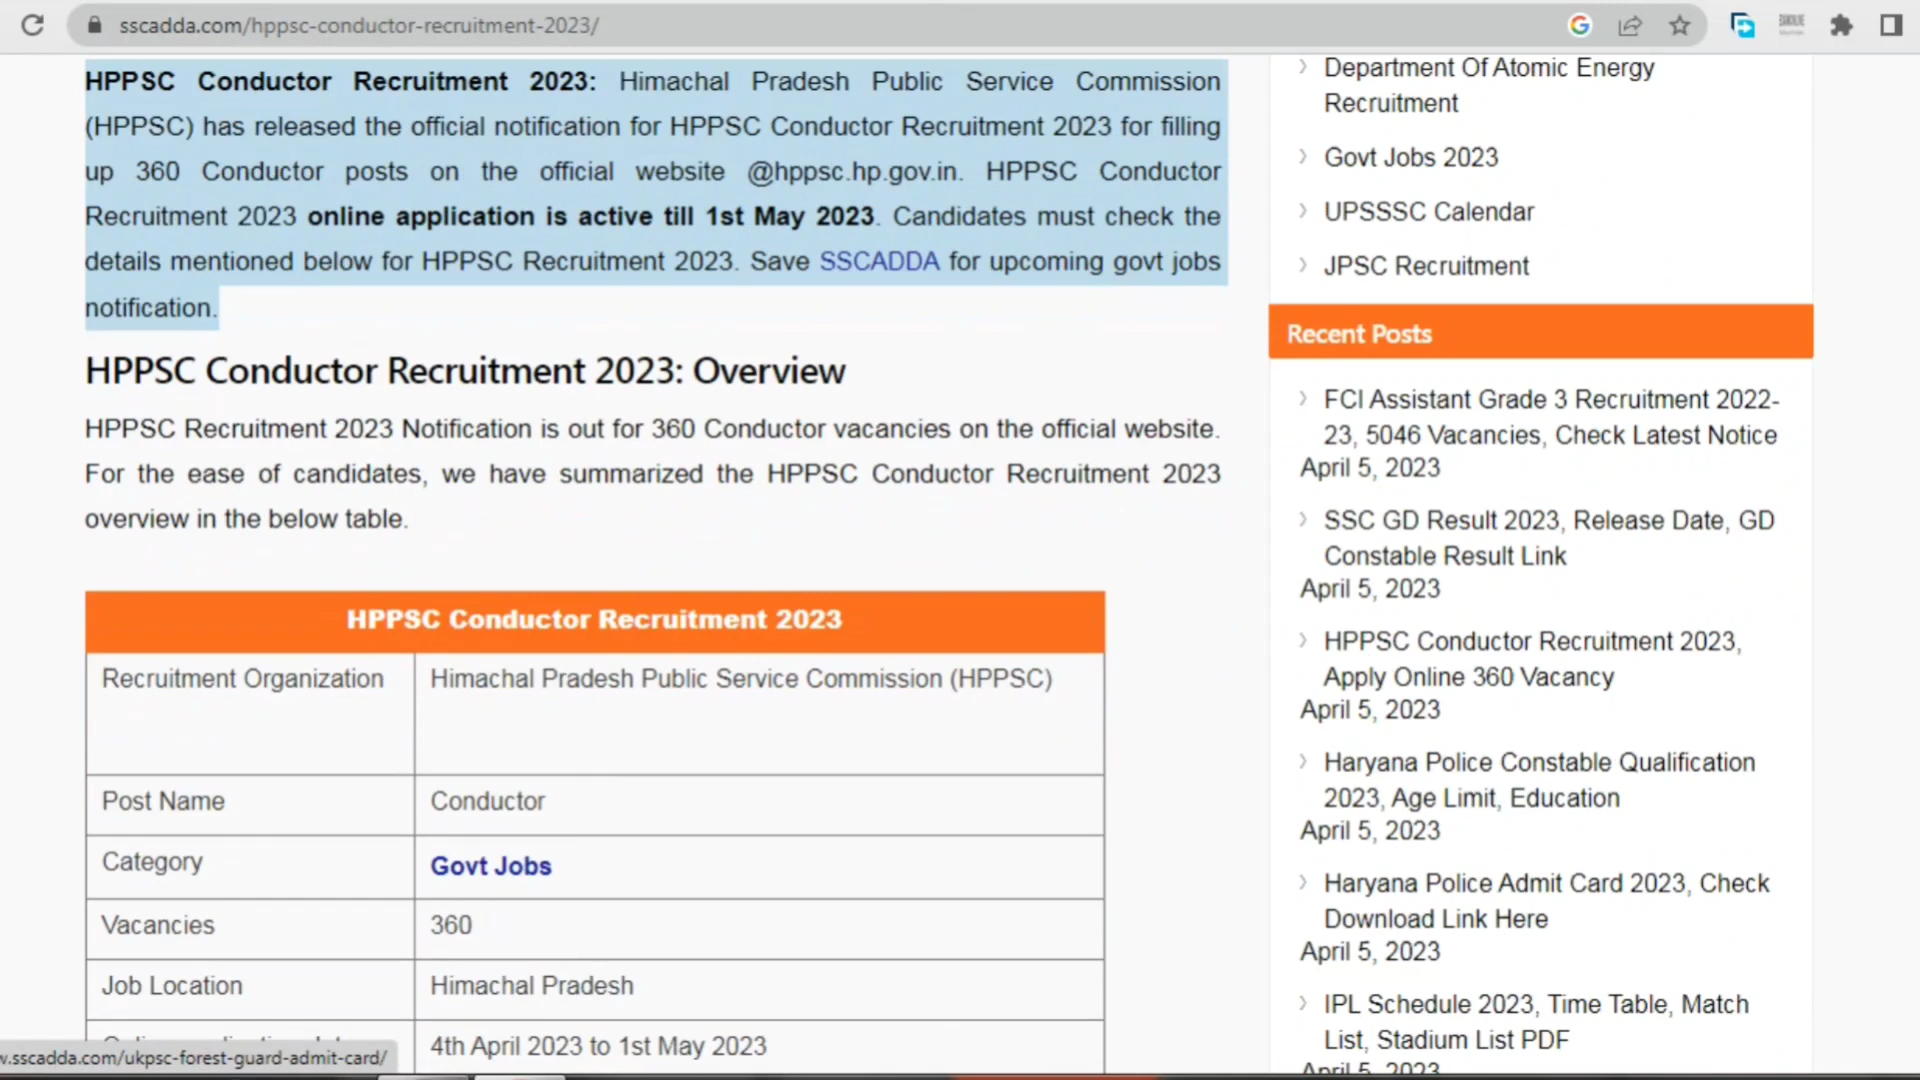 sscadda.com/hppsc-conductor-recruitment-2023/
HPPSC Conductor Recruitment 2023: Himachal Pradesh Public Service Commission
(HPPSC) has released the official notification for HPPSC Conductor Recruitment 2023 for filling
up 360 Conductor posts on the official website @hppsc.hp.gov.in. HPPSC Conductor
Recruitment 2023 online application is active till 1st May 2023. Candidates must check the
details mentioned below for HPPSC Recruitment 2023. Save SSCADDA for upcoming govt jobs
notification.
HPPSC Conductor Recruitment 2023: Overview
HPPSC Recruitment 2023 Notification is out for 360 Conductor vacancies on the official website.
For the ease of candidates, we have summarized the HPPSC Conductor Recruitment 2023
overview in the below table.
HPPSC Conductor Recruitment 2023
Recruitment Organization Himachal Pradesh Public Service Commission (HPPSC)
Post Name Conductor
Category Govt Jobs
Vacancies 360
Job Location Himachal Pradesh
4th April 2023 to 1st May 2023
w.sscadda.com/ukpsc-forest-guard-admit-card/
Department Of Atomic Energy
Recruitment
Govt Jobs 2023
UPSSSC Calendar
JPSC Recruitment
Recent Posts
FCI Assistant Grade 3 Recruitment 2022-
23, 5046 Vacancies, Check Latest Notice
April 5, 2023
SSC GD Result 2023, Release Date, GD
Constable Result Link
April 5, 2023
HPPSC Conductor Recruitment 2023,
Apply Online 360 Vacancy
April 5, 2023
Haryana Police Constable Qualification
2023, Age Limit, Education
April 5, 2023
Haryana Police Admit Card 2023, Check
Download Link Here
April 5, 2023
IPL Schedule 2023, Time Table, Match
List, Stadium List PDF
April 5, 2023